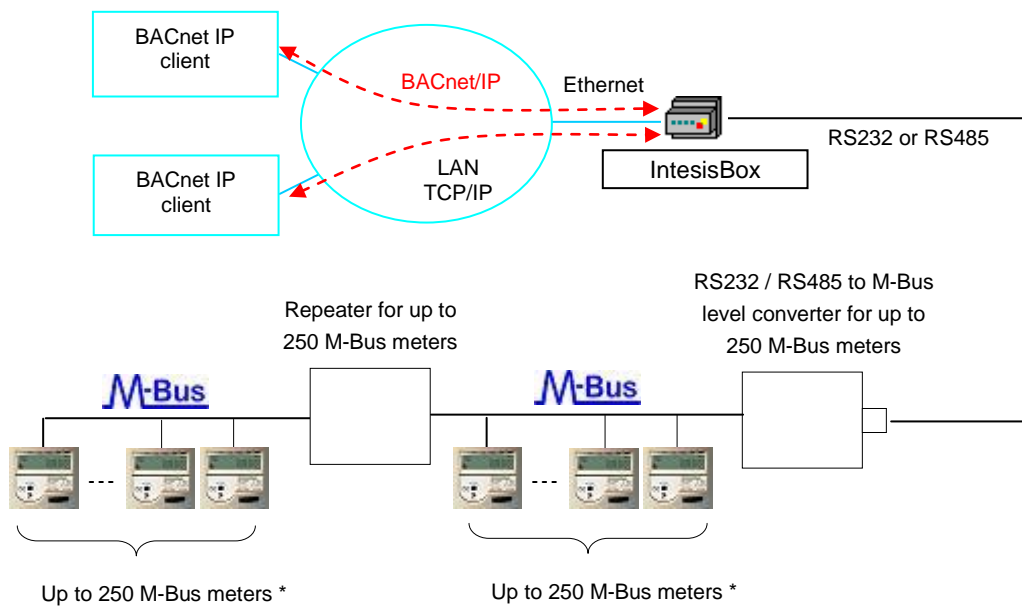 BACnet IP
client
BACnet/IP
Ethernet
RS232 or RS485
IntesisBox
LAN
TCP/IP
BACnet IP
client
RS232 / RS485 to M-Bus
level converter for up to
250 M-Bus meters
Repeater for up to
250 M-Bus meters
M-Bus
M-Bus
---
---
Up to 250 M-Bus meters *
Up to 250 M-Bus meters *